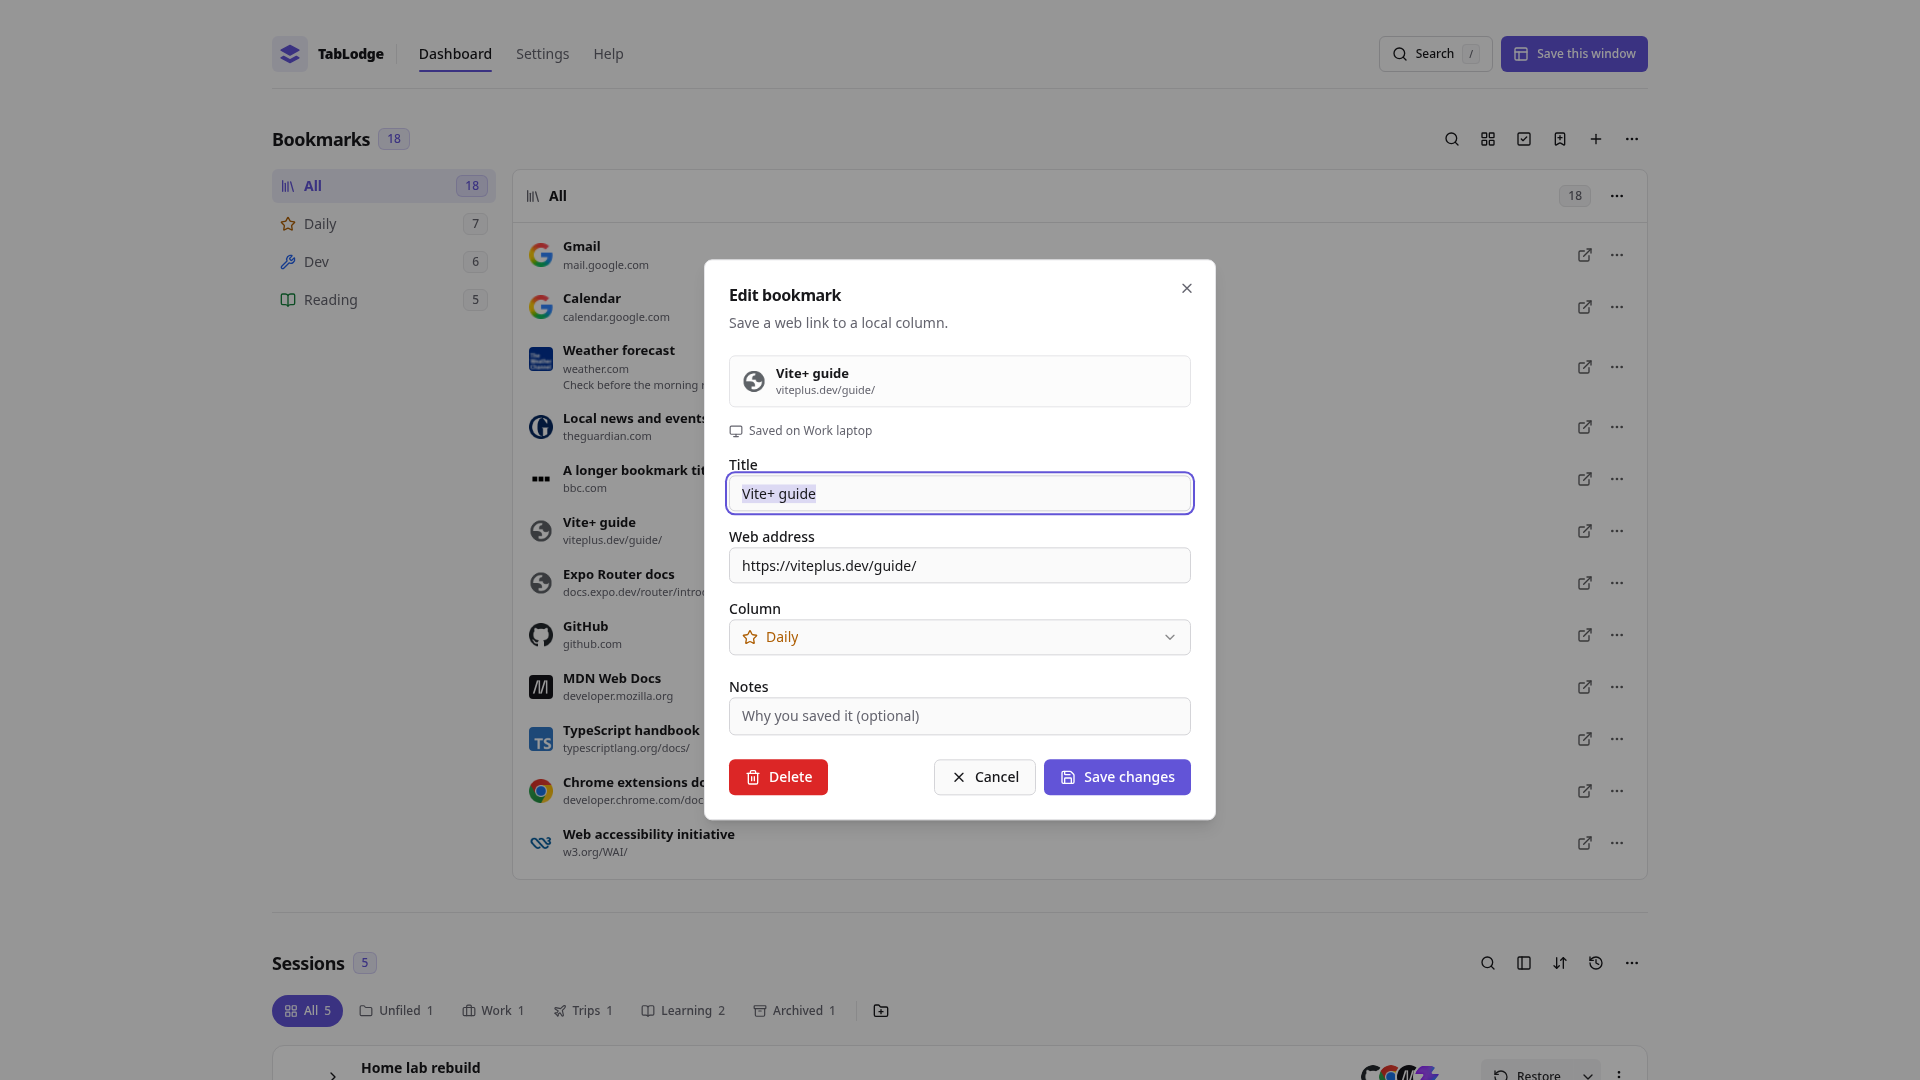 TabLodge
Dashboard
Settings
Help
Search /
Save this window
Bookmarks 18
All 18
Daily 7
Dev 6
Reading 5
All 18
Gmail
mail.google.com
Calendar
calendar.google.com
Weather forecast
weather.com
Check before the morning
Local news and events
theguardian.com
A longer bookmark
bbc.com
Vite+ guide
viteplus.dev/guide/
Expo Router docs
docs.expo.dev/router/intro
GitHub
github.com
MDN Web Docs
developer.mozilla.org
TypeScript handbook
typescriptlang.org/docs/
Chrome extensions
developer.chrome.com/doc
Web accessibility initiative
w3.org/WAI/
Edit bookmark
Save a web link to a local column.
Vite+ guide
viteplus.dev/guide/
Saved on Work laptop
Title
Vite+ guide
Web address
https://viteplus.dev/guide/
Column
Daily
Notes
Why you saved it (optional)
Delete
Cancel
Save changes
Sessions 5
All 5
Unfiled 1
Work 1
Trips 1
Learning 2
Archived 1
Home lab rebuild
Restore